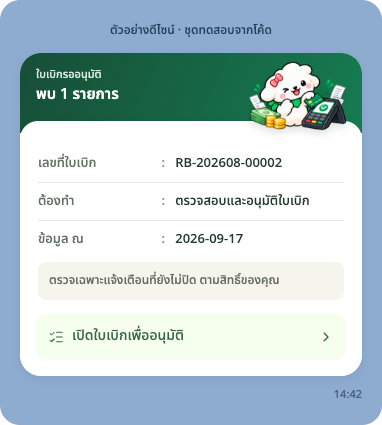 ตัวอย่างดีไซน์ · ชุดทดสอบจากโค้ด
ใบเบิกรออนุมัติ
พบ 1 รายการ
เลขที่ใบเบิก : RB-202608-00002
ต้องทำ : ตรวจสอบและอนุมัติใบเบิก
ข้อมูล ณ : 2026-09-17
ตรวจเฉพาะแจ้งเตือนที่ยังไม่ปิด ตามสิทธิ์ของคุณ
เปิดใบเบิกเพื่ออนุมัติ
14:42